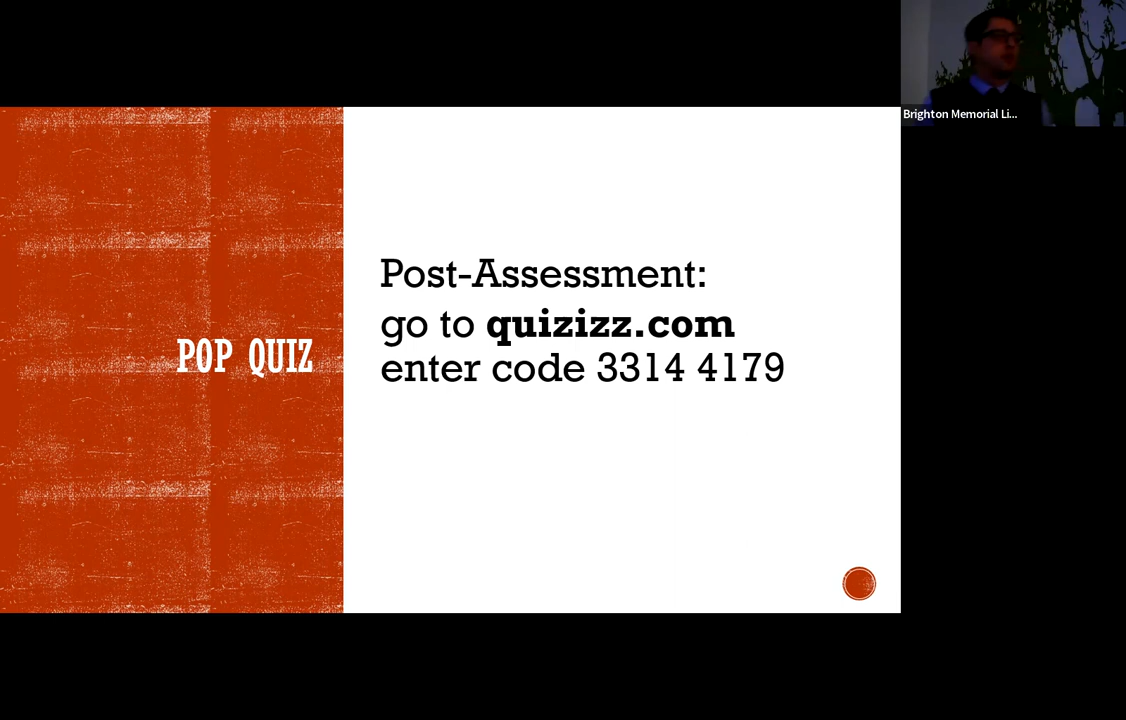 Brighton Memorial Li...
POP QUIZ
Post-Assessment:
go to quizizz.com
enter code 3314 4179